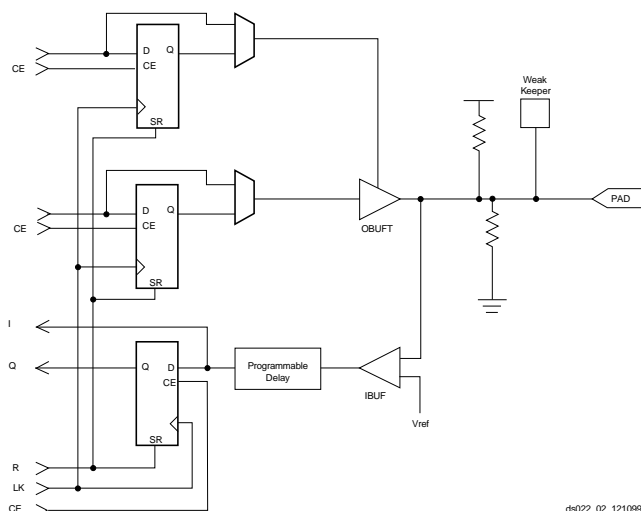 D Q
CE
CE
SR
Weak
Keeper
PAD
D Q
CE
CE
SR
OBUFT
I
Q
Q D
CE
SR
Programmable
Delay
IBUF
Vref
R
LK
CE
ds022_02_121099